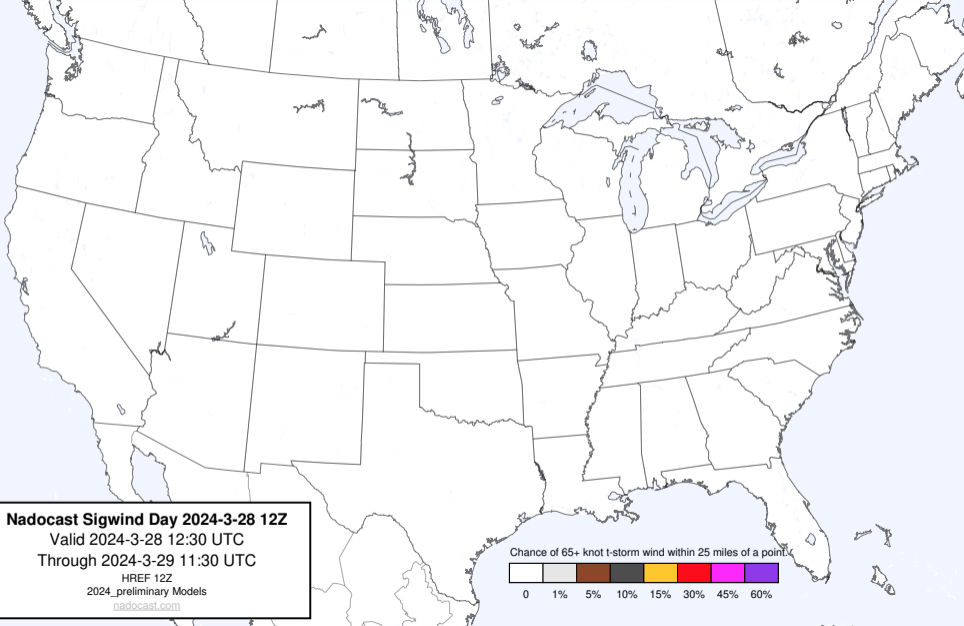 Nadocast Sigwind Day 2024-3-28 12Z
Valid 2024-3-28 12:30 UTC
Through 2024-3-29 11:30 UTC
HREF 12Z
2024_preliminary Models
nadocast.com
Chance of 65+ knot t-storm wind within 25 miles of a point.
0 1% 5% 10% 15% 30% 45% 60%